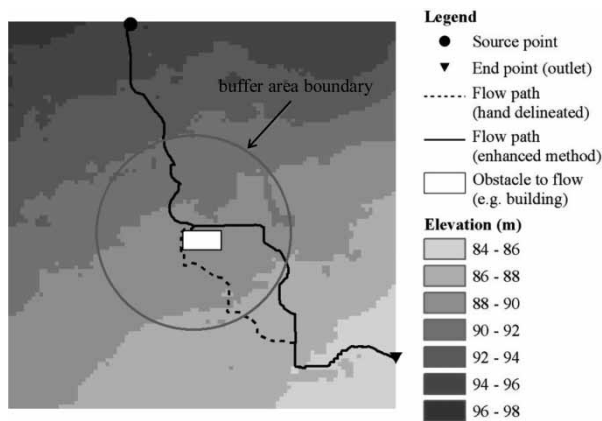 buffer area boundary
Legend
Source point
End point (outlet)
Flow path
(hand delineated)
Flow path
(enhanced method)
Obstacle to flow
(e.g. building)
Elevation (m)
84 - 86
86 - 88
88 - 90
90 - 92
92 - 94
94 - 96
96 - 98